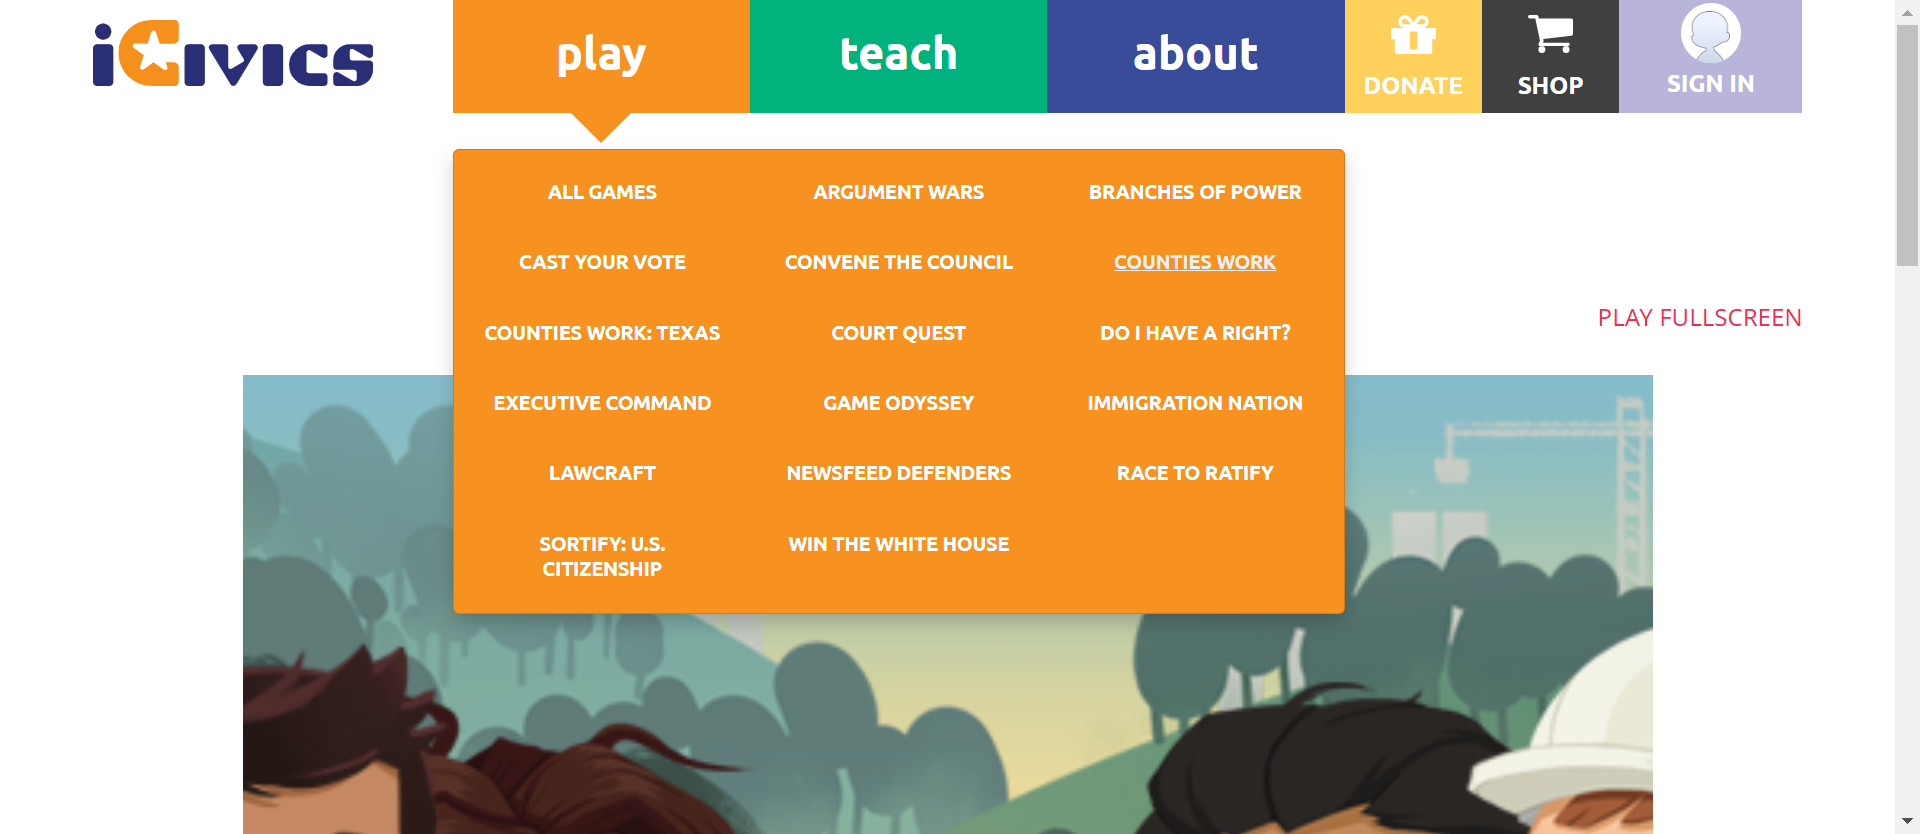 iCivics
play
teach
about
DONATE
SHOP
SIGN IN
ALL GAMES
ARGUMENT WARS
BRANCHES OF POWER
CAST YOUR VOTE
CONVENE THE COUNCIL
COUNTIES WORK
COUNTIES WORK: TEXAS
COURT QUEST
DO I HAVE A RIGHT?
EXECUTIVE COMMAND
GAME ODYSSEY
IMMIGRATION NATION
LAWCRAFT
NEWSFEED DEFENDERS
RACE TO RATIFY
SORTIFY: U.S.
CITIZENSHIP
WIN THE WHITE HOUSE
PLAY FULLSCREEN